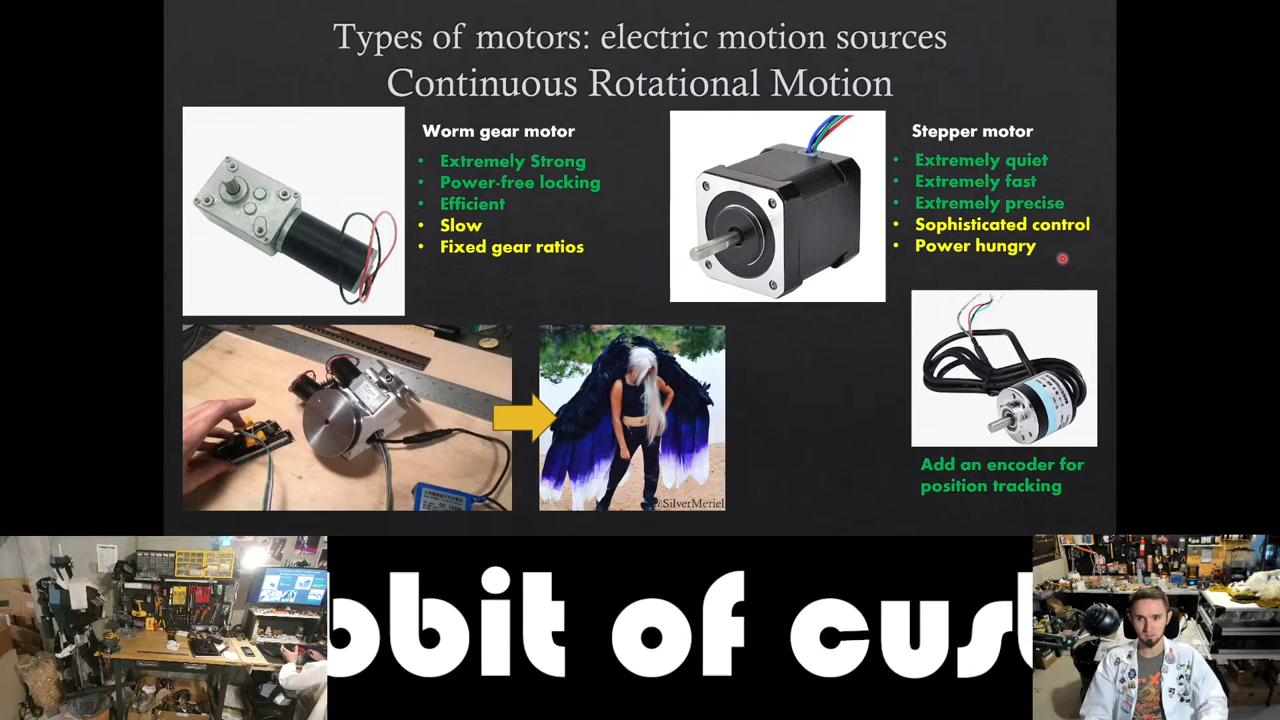 Types of motors: electric motion sources
Continuous Rotational Motion
Worm gear motor
• Extremely Strong
• Power-free locking
• Efficient
• Slow
• Fixed gear ratios
Stepper motor
• Extremely quiet
• Extremely fast
• Extremely precise
• Sophisticated control
• Power hungry
@SilverMeriel
Add an encoder for
position tracking
obit of cust